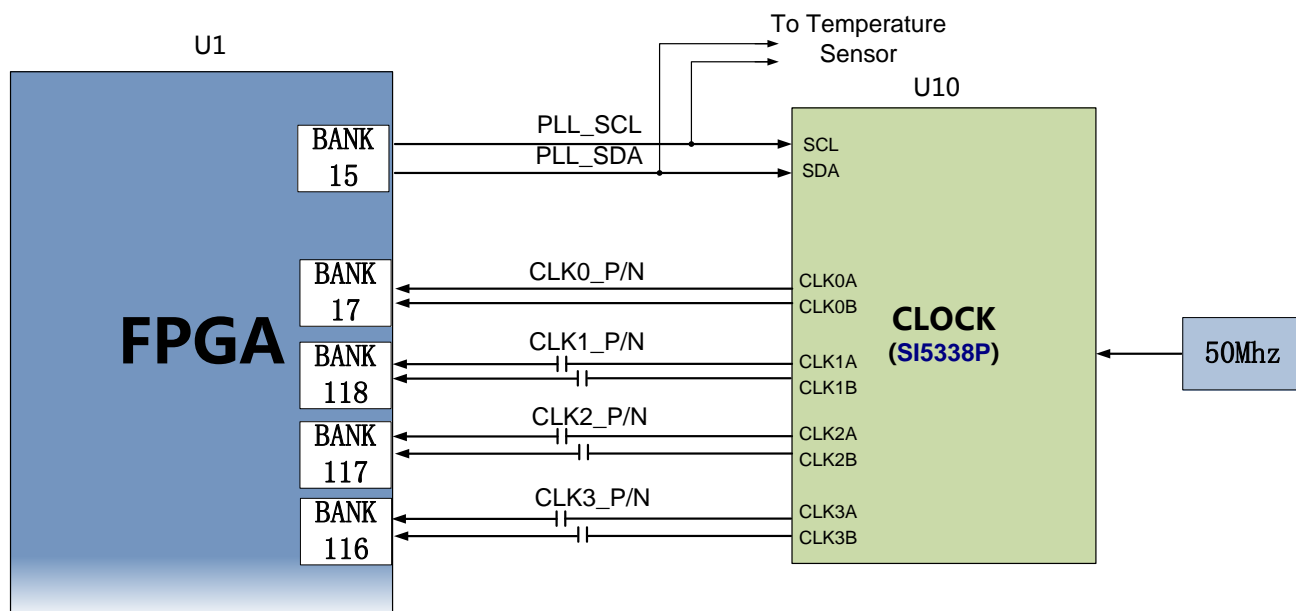 To Temperature
Sensor
U1
U10
BANK
15
PLL_SCL
PLL_SDA
SCL
SDA
BANK
17
CLK0_P/N
CLK0A
CLK0B
FPGA
CLOCK
(SI5338P)
50Mhz
BANK
118
CLK1_P/N
CLK1A
CLK1B
BANK
117
CLK2_P/N
CLK2A
CLK2B
BANK
116
CLK3_P/N
CLK3A
CLK3B